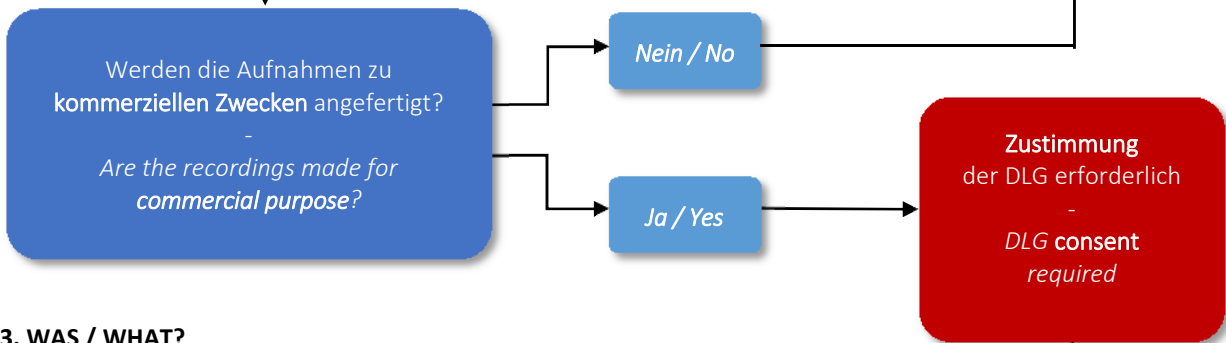 Werden die Aufnahmen zu
kommerziellen Zwecken angefertigt?
-
Are the recordings made for
commercial purpose?
Nein / No
Ja / Yes
Zustimmung
der DLG erforderlich
-
DLG consent
required
3. WAS / WHAT?